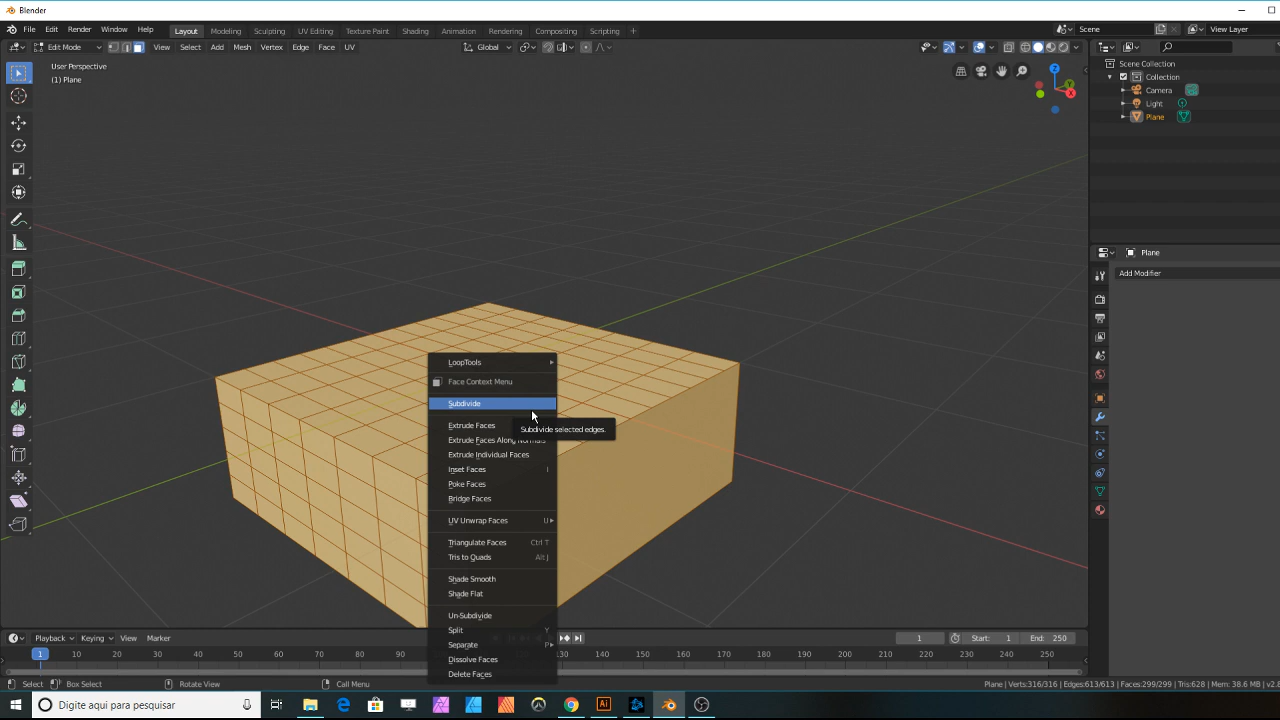 Blender
File Edit Render Window Help Layout Modeling Sculpting UV Editing Texture Paint Shading Animation Rendering Compositing Scripting + Scene View Layer
Edit Mode View Select Add Mesh Vertex Edge Face UV Global
User Perspective
(1) Plane
Z
Y
X
Scene Collection
Collection
Camera
Light
Plane
Plane
Add Modifier
LoopTools
Face Context Menu
Subdivide
Subdivide selected edges.
Extrude Faces
Extrude Faces Along Normals
Extrude Individual Faces
Inset Faces I
Poke Faces
Bridge Faces
UV Unwrap Faces U
Triangulate Faces Ctrl T
Tris to Quads Alt J
Shade Smooth
Shade Flat
Un-Subdivide
Split Y
Separate P
Dissolve Faces
Delete Faces
Playback Keying View Marker 1 Start: 1 End: 250
1 10 20 30 40 50 60 70 80 90 100 130 140 150 160 170 180 190 200 210 220 230 240 250
Select Box Select Rotate View Call Menu Plane | Verts:316/316 | Edges:613/613 | Faces:299/299 | Tris:628 | Mem: 38.6 MB | v2.8
Digite aqui para pesquisar